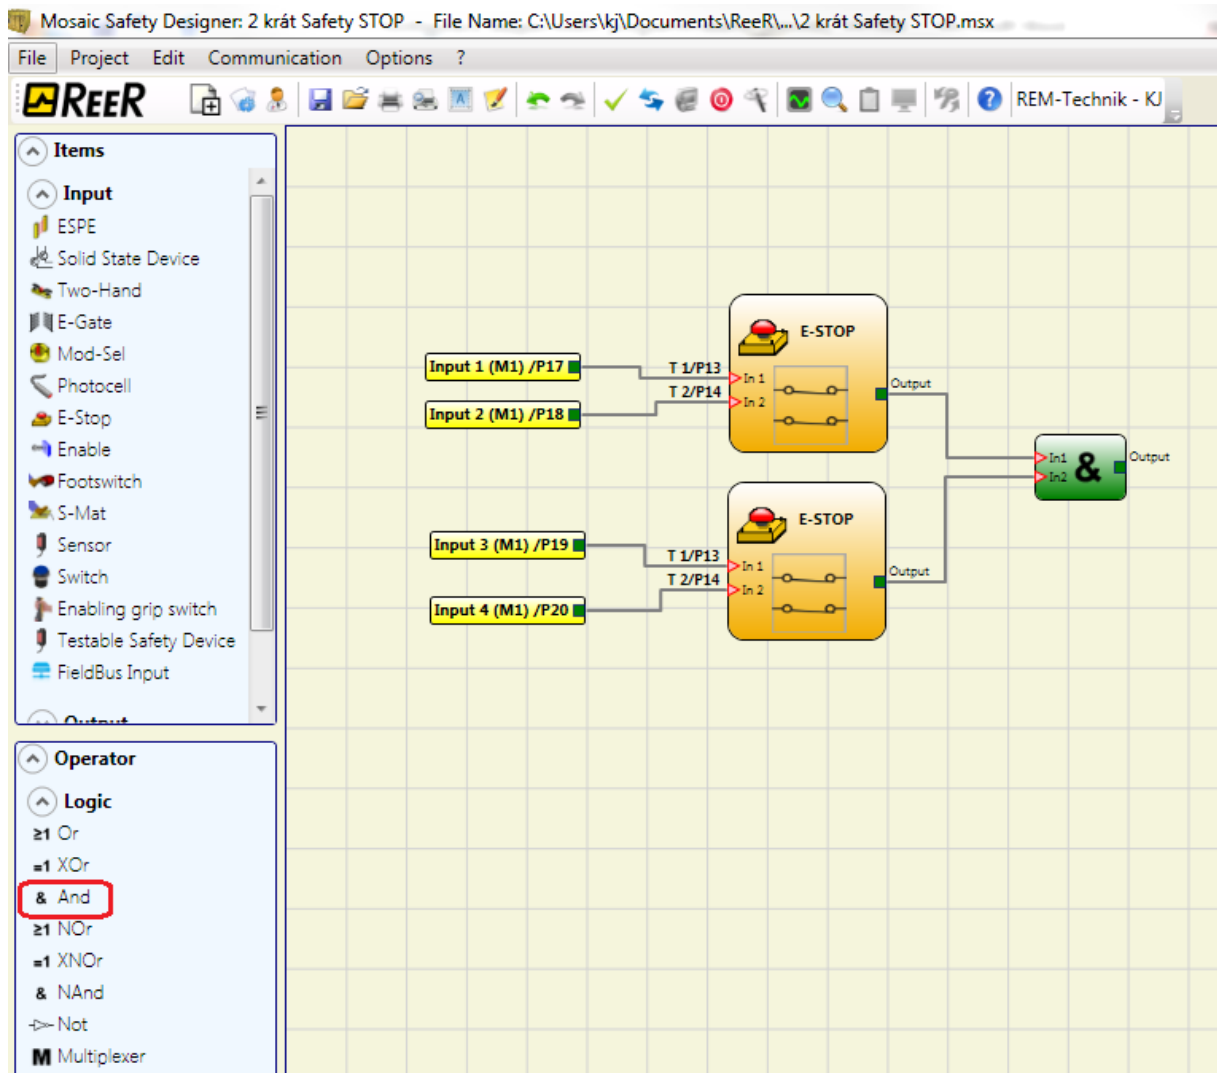 Mosaic Safety Designer: 2 krát Safety STOP - File Name: C:\Users\kj\Documents\ReeR\...\2 krát Safety STOP.msx
File Project Edit Communication Options ?
REER
REM-Technik - KJ
Items
Input
ESPE
Solid State Device
Two-Hand
E-Gate
Mod-Sel
Photocell
E-Stop
Enable
Footswitch
S-Mat
Sensor
Switch
Enabling grip switch
Testable Safety Device
FieldBus Input
Output
Operator
Logic
≥1 Or
=1 XOr
& And
≥1 NOr
=1 XNOr
& NAnd
Not
M Multiplexer
E-STOP
Input 1 (M1) /P17
T 1/P13
In 1
Output
T 2/P14
In 2
Input 2 (M1) /P18
In1
&
Output
In2
E-STOP
Input 3 (M1) /P19
T 1/P13
In 1
Output
T 2/P14
In 2
Input 4 (M1) /P20